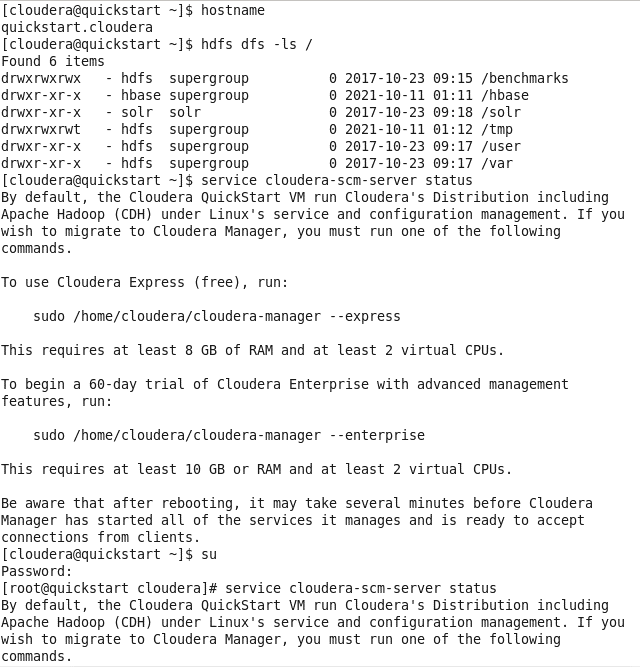 [cloudera@quickstart ~]$ hostname
quickstart.cloudera
[cloudera@quickstart ~]$ hdfs dfs -ls /
Found 6 items
drwxrwxrwx   - hdfs  supergroup          0 2017-10-23 09:15 /benchmarks
drwxr-xr-x   - hbase supergroup          0 2021-10-11 01:11 /hbase
drwxr-xr-x   - solr  solr                0 2017-10-23 09:18 /solr
drwxrwxrwt   - hdfs  supergroup          0 2021-10-11 01:12 /tmp
drwxr-xr-x   - hdfs  supergroup          0 2017-10-23 09:17 /user
drwxr-xr-x   - hdfs  supergroup          0 2017-10-23 09:17 /var
[cloudera@quickstart ~]$ service cloudera-scm-server status
By default, the Cloudera QuickStart VM run Cloudera's Distribution including
Apache Hadoop (CDH) under Linux's service and configuration management. If you
wish to migrate to Cloudera Manager, you must run one of the following
commands.

To use Cloudera Express (free), run:

    sudo /home/cloudera/cloudera-manager --express

This requires at least 8 GB of RAM and at least 2 virtual CPUs.

To begin a 60-day trial of Cloudera Enterprise with advanced management
features, run:

    sudo /home/cloudera/cloudera-manager --enterprise

This requires at least 10 GB or RAM and at least 2 virtual CPUs.

Be aware that after rebooting, it may take several minutes before Cloudera
Manager has started all of the services it manages and is ready to accept
connections from clients.
[cloudera@quickstart ~]$ su
Password:
[root@quickstart cloudera]# service cloudera-scm-server status
By default, the Cloudera QuickStart VM run Cloudera's Distribution including
Apache Hadoop (CDH) under Linux's service and configuration management. If you
wish to migrate to Cloudera Manager, you must run one of the following
commands.